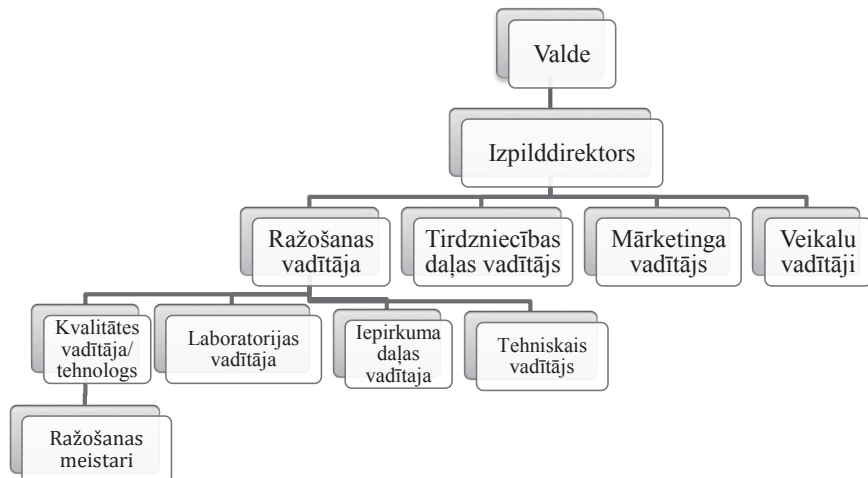 Valde
Izpilddirektors
Ražošanas
vadītāja
Tirdzniecības
daļas vadītājs
Mārketinga
vadītājs
Veikalu
vadītāji
Kvalitātes
vadītāja/
tehnologs
Laboratorijas
vadītāja
Iepirkuma
daļas
vadītaja
Tehniskais
vadītājs
Ražošanas
meistari